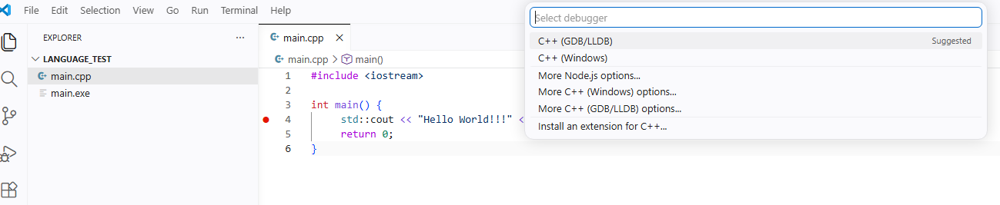 File Edit Selection View Go Run Terminal Help
EXPLORER ...
LANGUAGE_TEST
main.cpp
main.exe
main.cpp
main.cpp > main()
1 #include <iostream>
2
3 int main() {
4 std::cout << "Hello World!!!" <
5 return 0;
6 }
Select debugger
C++ (GDB/LLDB) Suggested
C++ (Windows)
More Node.js options...
More C++ (Windows) options...
More C++ (GDB/LLDB) options...
Install an extension for C++...